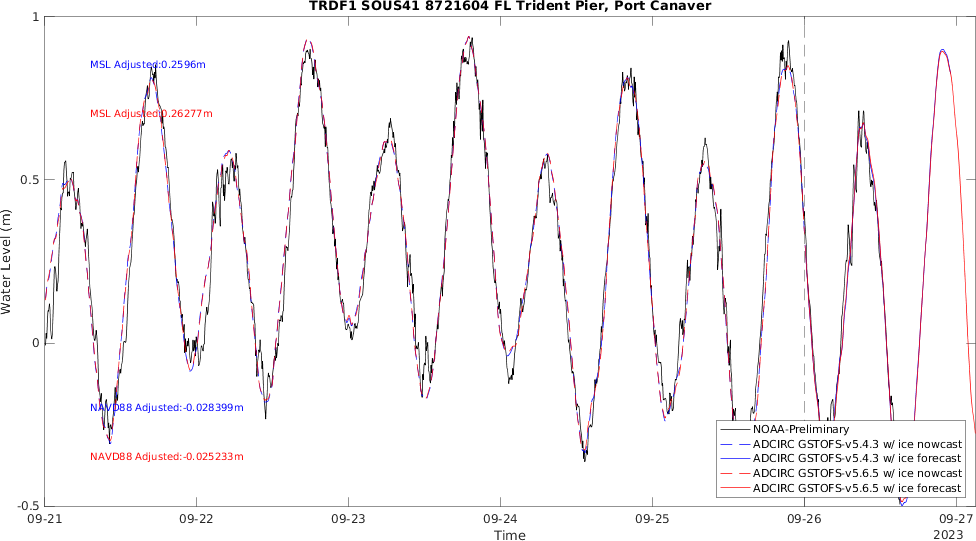 TRDF1 SOUS41 8721604 FL Trident Pier, Port Canaver
1
0.5
0
-0.5
Water Level (m)
MSL Adjusted:0.2596m
MSL Adjusted:0.26277m
NAVD88 Adjusted:-0.028399m
NAVD88 Adjusted:-0.025233m
NOAA-Preliminary
ADCIRC GSTOFS-v5.4.3 w/ ice nowcast
ADCIRC GSTOFS-v5.4.3 w/ ice forecast
ADCIRC GSTOFS-v5.6.5 w/ ice nowcast
ADCIRC GSTOFS-v5.6.5 w/ ice forecast
09-21 09-22 09-23 09-24 09-25 09-26 09-27
Time
2023